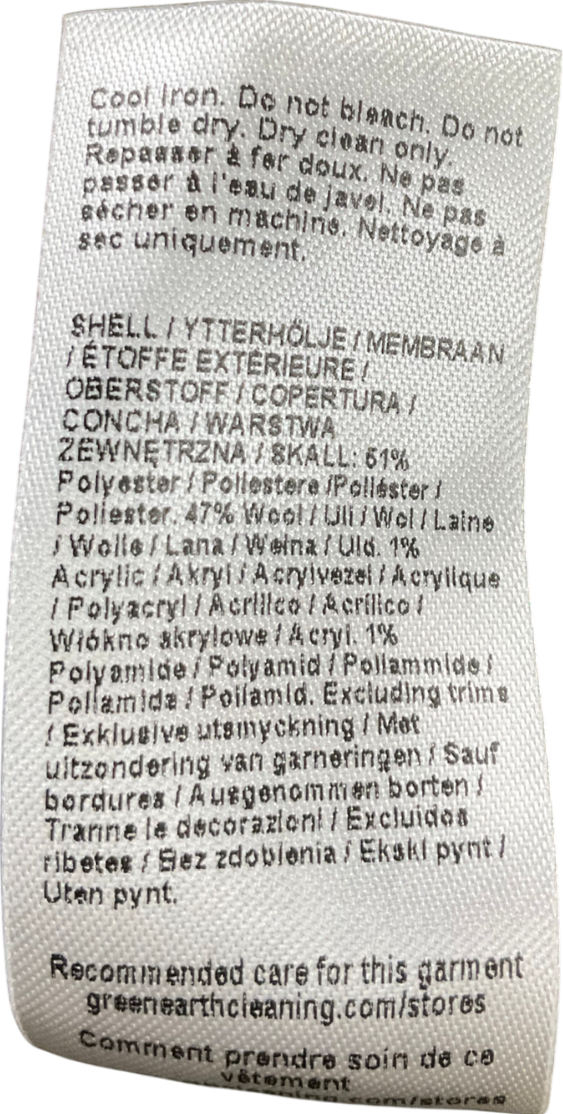 Cool iron. Do not bleach. Do not
tumble dry. Dry clean only.
Repasser à fer doux. Ne pas
passer à l'eau de javel. Ne pas
sécher en machine. Nettoyage à
sec uniquement.
SHELL / YTTERHÖLJE / MEMBRAAN
/ ÉTOFFE EXTÉRIEURE /
OBERSTOFF / COPERTURA /
CONCHA / WARSTWA
ZEWNĘTRZNA / SKALL: 51%
Polyester / Poliestere /Poliéster /
Poliester. 47% Wool / Ull / Wol / Laine
/ Wolle / Lana / Wełna / Uld. 1%
Acrylic / Akryl / Acrylvezel / Acrylique
/ Polyacryl / Acrilico / Acrílico /
Włókno akrylowe / Acryl. 1%
Polyamide / Polyamid / Poliammide /
Poliamida / Poliamid. Excluding trims
/ Exklusive utsmyckning / Met
uitzondering van garneringen / Sauf
bordures / Ausgenommen borten /
Tranne le decorazioni / Excluidos
ribetes / Bez zdobienia / Ekskl pynt /
Uten pynt.
Recommended care for this garment
greenearthcleaning.com/stores
Comment prendre soin de ce
vêtement
.com/stores